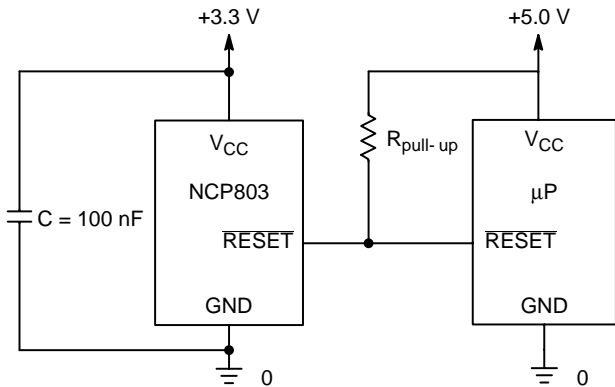 +3.3 V
+5.0 V
VCC
NCP803
RESET
GND
C = 100 nF
Rpull- up
VCC
µP
RESET
GND
0
0